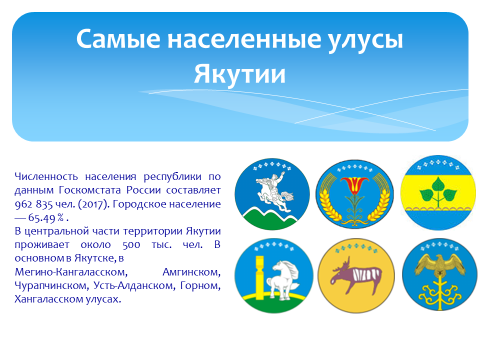 Самые населенные улусы
Якутии
Численность населения республики по
данным Госкомстата России составляет
962 835 чел. (2017). Городское население
— 65.49 % .
В центральной части территории Якутии
проживает около 500 тыс. чел. В
основном в Якутске, в
Мегино-Кангаласском, Амгинском,
Чурапчинском, Усть-Алданском, Горном,
Хангаласском улусах.